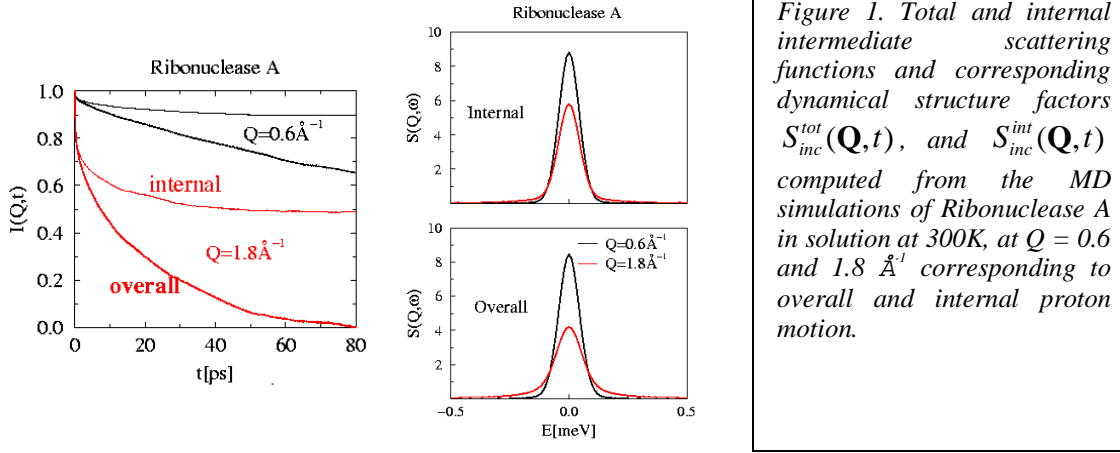 Ribonuclease A
1.0
0.8
0.6
0.4
0.2
0.0
I(Q,t)
Q=0.6Å⁻¹
internal
Q=1.8Å⁻¹
overall
0 20 40 60 80
t[ps]
Ribonuclease A
10
8
6
4
2
S(Q,ω)
Internal
10
8
6
4
2
S(Q,ω)
Q=0.6Å⁻¹
Q=1.8Å⁻¹
Overall
−0.5 0.0 0.5
E[meV]
Figure 1. Total and internal
intermediate scattering
functions and corresponding
dynamical structure factors
S_{inc}^{tot}(Q,t), and S_{inc}^{int}(Q,t)
computed from the MD
simulations of Ribonuclease A
in solution at 300K, at Q = 0.6
and 1.8 Å⁻¹ corresponding to
overall and internal proton
motion.